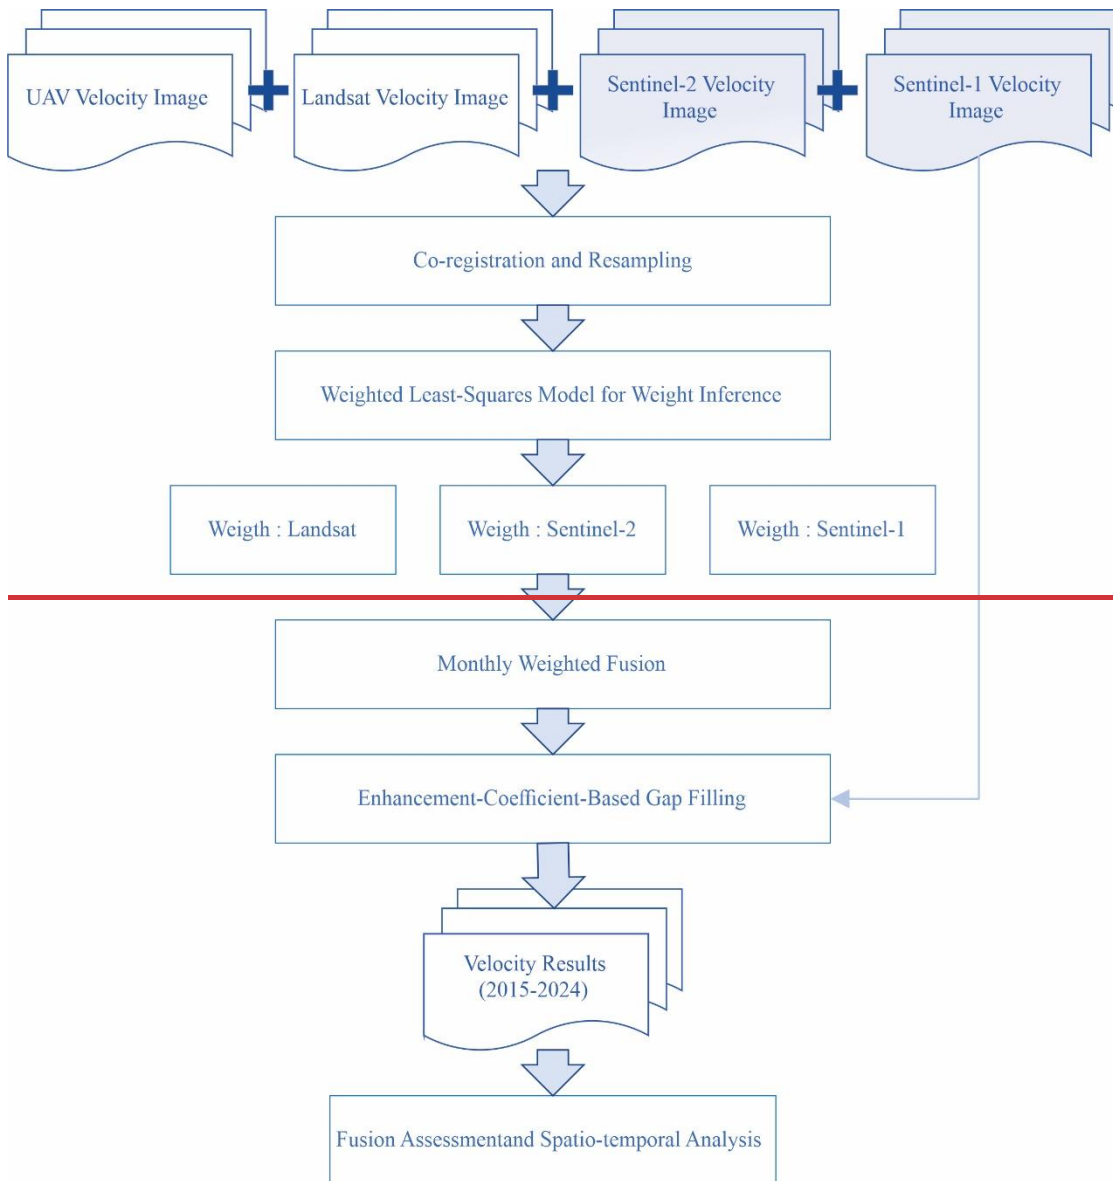 UAV Velocity Image
Landsat Velocity Image
Sentinel-2 Velocity
Image
Sentinel-1 Velocity
Image
Co-registration and Resampling
Weighted Least-Squares Model for Weight Inference
Weigth : Landsat
Weigth : Sentinel-2
Weigth : Sentinel-1
Monthly Weighted Fusion
Enhancement-Coefficient-Based Gap Filling
Velocity Results
(2015-2024)
Fusion Assessmentand Spatio-temporal Analysis